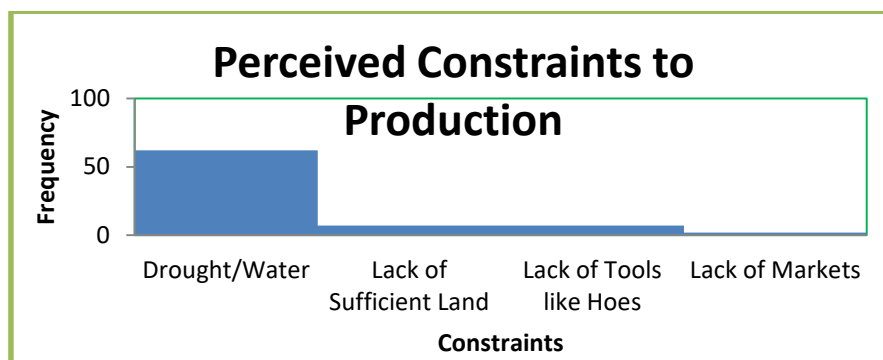 Perceived Constraints to
Production
Frequency
100
50
0
Drought/Water
Lack of
Sufficient Land
Lack of Tools
like Hoes
Lack of Markets
Constraints